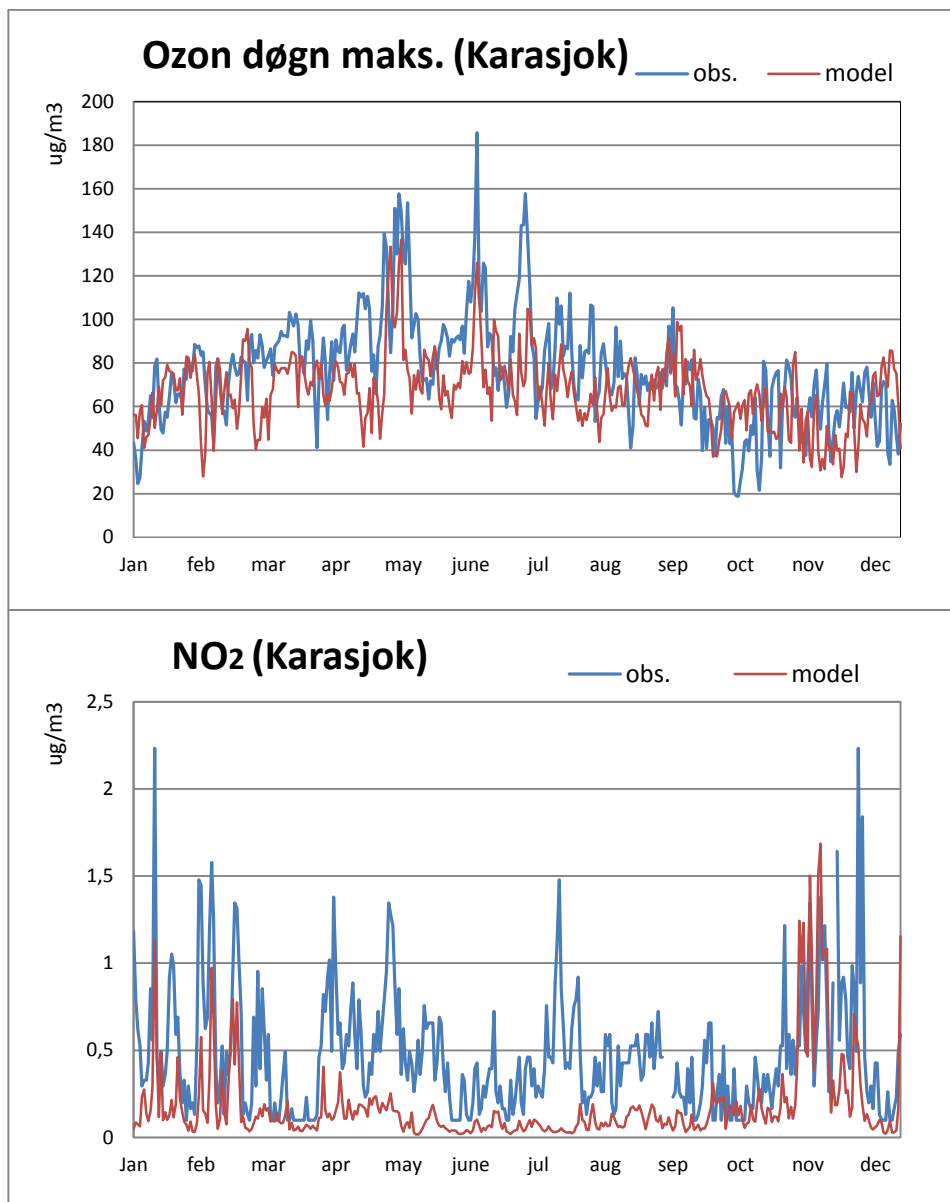 Ozon døgn maks. (Karasjok)
obs. model
ug/m3
200
180
160
140
120
100
80
60
40
20
0
Jan feb mar apr may june jul aug sep oct nov dec
NO2 (Karasjok)
obs. model
ug/m3
2,5
2
1,5
1
0,5
0
Jan feb mar apr may june jul aug sep oct nov dec